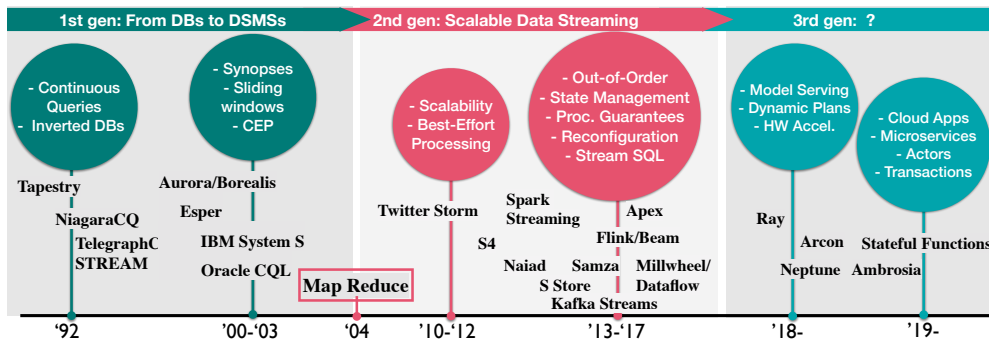 1st gen: From DBs to DSMSs
2nd gen: Scalable Data Streaming
3rd gen: ?
- Continuous
Queries
- Inverted DBs
- Synopses
- Sliding
windows
- CEP
- Scalability
- Best-Effort
Processing
- Out-of-Order
- State Management
- Proc. Guarantees
- Reconfiguration
- Stream SQL
- Model Serving
- Dynamic Plans
- HW Accel.
- Cloud Apps
- Microservices
- Actors
- Transactions
Tapestry
NiagaraCQ
TelegraphC
STREAM
Aurora/Borealis
Esper
IBM System S
Oracle CQL
Map Reduce
Twitter Storm
S4
Spark
Streaming
Apex
Flink/Beam
Naiad
Samza
Millwheel/
Dataflow
S Store
Kafka Streams
Ray
Arcon
Neptune
Stateful Functions
Ambrosia
'92
'00-'03
'04
'10-'12
'13-'17
'18-
'19-